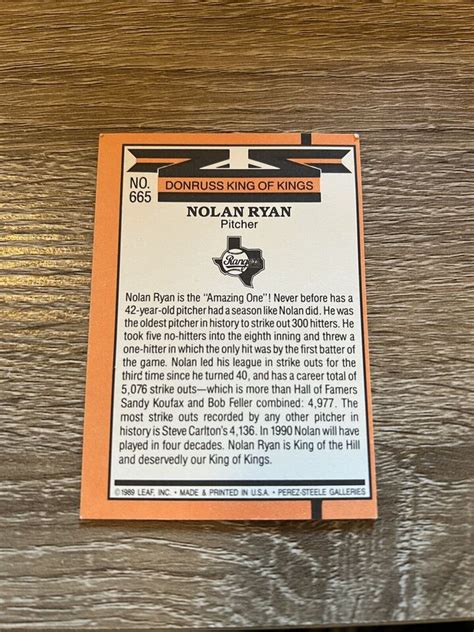 NO.
665
DONRUSS KING OF KINGS
NOLAN RYAN
Pitcher
Rangers
Nolan Ryan is the "Amazing One"! Never before has a
42-year-old pitcher had a season like Nolan did. He was
the oldest pitcher in history to strike out 300 hitters. He
took five no-hitters into the eighth inning and threw a
one-hitter in which the only hit was by the first batter of
the game. Nolan led his league in strike outs for the
third time since he turned 40, and has a career total of
5,076 strike outs—which is more than Hall of Famers
Sandy Koufax and Bob Feller combined: 4,977. The
most strike outs recorded by any other pitcher in
history is Steve Carlton's 4,136. In 1990 Nolan will have
played in four decades. Nolan Ryan is King of the Hill
and deservedly our King of Kings.
©1989 LEAF, INC. • MADE & PRINTED IN U.S.A. • PEREZ-STEELE GALLERIES